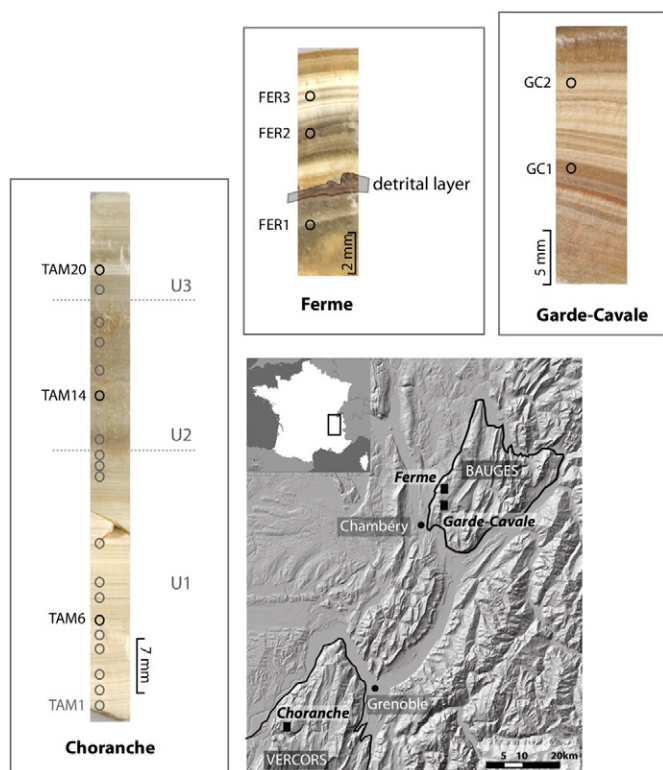 FER3
FER2
detrital layer
FER1
2 mm
Ferme
GC2
GC1
5 mm
Garde-Cavale
TAM20
U3
TAM14
U2
U1
TAM6
7 mm
TAM1
Choranche
BAUGES
Ferme
Garde-Cavale
Chambéry
Grenoble
Choranche
VERCORS
0 5 10 20km